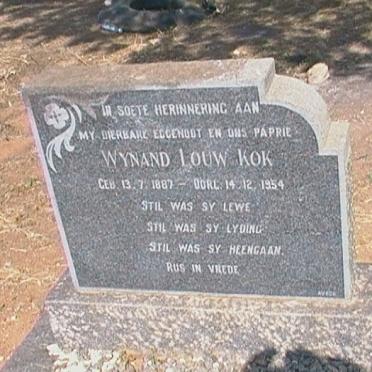 IN SOETE HERINNERING AAN
MY DIERBARE EGGENOOT EN ONS PAPPIE
WYNAND LOUW KOK
GEB. 13. 7. 1887 — OORL. 14. 12. 1954
STIL WAS SY LEWE
STIL WAS SY LYDING
STIL WAS SY HEENGAAN.
RUS IN VREDE